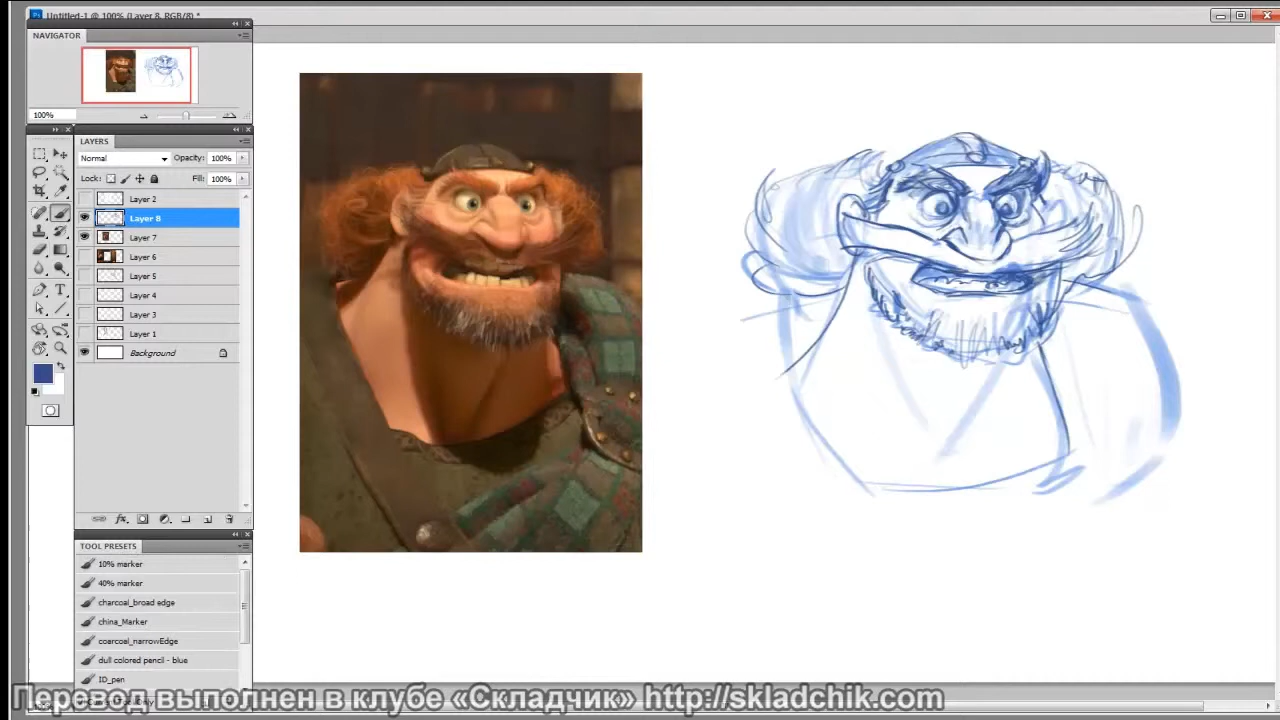 Untitled-1 @ 100% (Layer 8, RGB/8) *
NAVIGATOR
100%
LAYERS
Normal
Opacity: 100%
Lock:
Fill: 100%
Layer 2
Layer 8
Layer 7
Layer 6
Layer 5
Layer 4
Layer 3
Layer 1
Background
TOOL PRESETS
10% marker
40% marker
charcoal_broad edge
china_Marker
coarcoal_narrowEdge
dull colored pencil - blue
ID_pen
Перевод выполнен в клубе «Складчик» http://skladchik.com